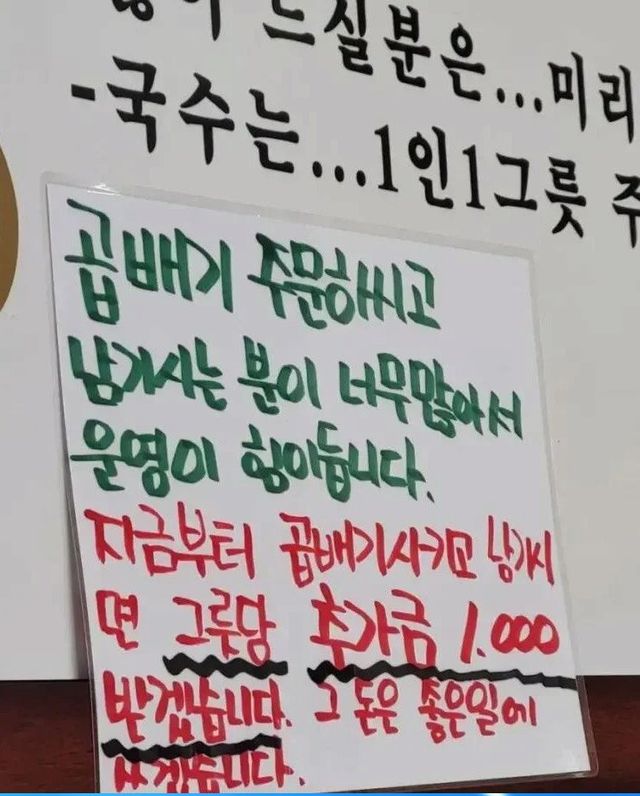 많이 드실분은...미리
-국수는...1인1그릇 주
곱배기 주문하시고
남기시는 분이 너무많아서
운영이 힘이듭니다.
지금부터 곱배기시키고 남기시
면 그릇당 추가금 1.000
받겠습니다. 그 돈은 좋은일에
쓰겠습니다.